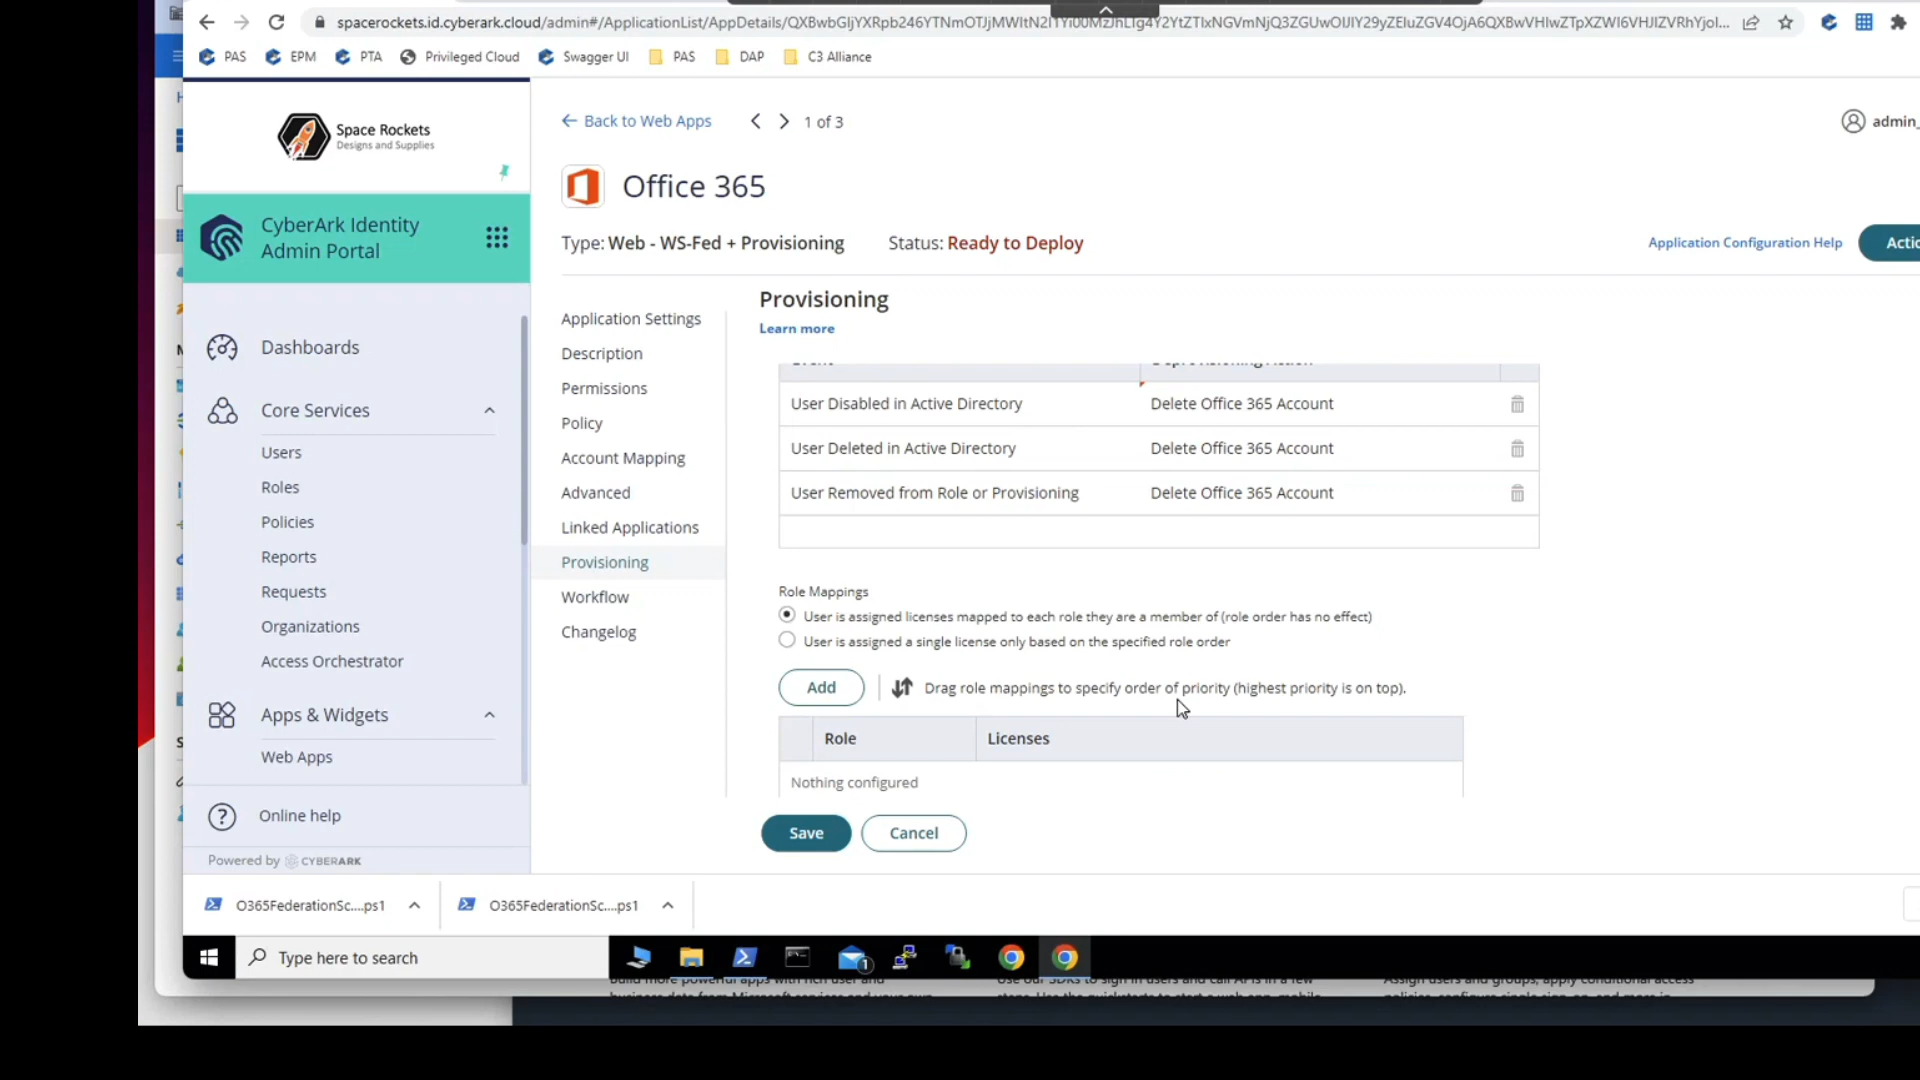 spacerockets.id.cyberark.cloud/admin#/ApplicationList/AppDetails/
PAS EPM PTA Privileged Cloud Swagger UI PAS DAP C3 Alliance
Space Rockets
Designs and Supplies
Back to Web Apps
1 of 3
admin_
Office 365
CyberArk Identity
Admin Portal
Type: Web - WS-Fed + Provisioning Status: Ready to Deploy
Application Configuration Help
Actio
Dashboards
Core Services
Users
Roles
Policies
Reports
Requests
Organizations
Access Orchestrator
Apps & Widgets
Web Apps
Online help
Powered by CYBERARK
Application Settings
Description
Permissions
Policy
Account Mapping
Advanced
Linked Applications
Provisioning
Workflow
Changelog
Provisioning
Learn more
User Disabled in Active Directory Delete Office 365 Account
User Deleted in Active Directory Delete Office 365 Account
User Removed from Role or Provisioning Delete Office 365 Account
Role Mappings
User is assigned licenses mapped to each role they are a member of (role order has no effect)
User is assigned a single license only based on the specified role order
Add Drag role mappings to specify order of priority (highest priority is on top).
Role Licenses
Nothing configured
Save Cancel
O365FederationSc....ps1 O365FederationSc....ps1
Type here to search
1